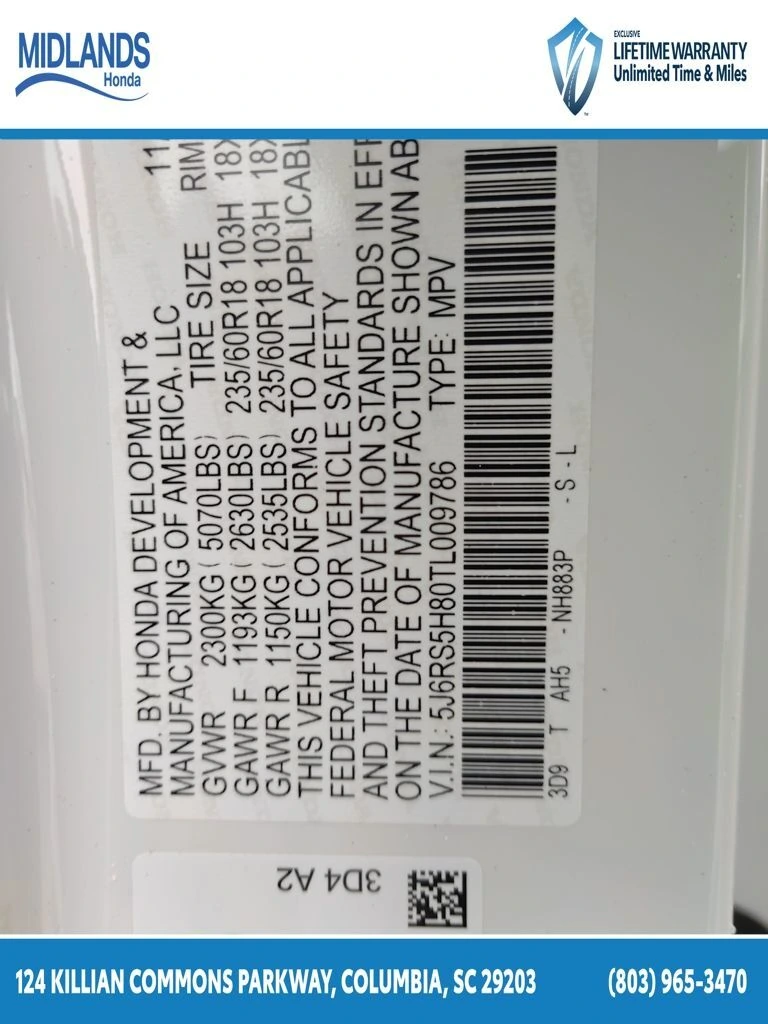 MIDLANDS
Honda
EXCLUSIVE
LIFETIME WARRANTY
Unlimited Time & Miles
MFD. BY HONDA DEVELOPMENT &
MANUFACTURING OF AMERICA, LLC 11/
GVWR 2300KG ( 5070LBS) TIRE SIZE RIM
GAWR F 1193KG ( 2630LBS) 235/60R18 103H 18X
GAWR R 1150KG ( 2535LBS) 235/60R18 103H 18X
THIS VEHICLE CONFORMS TO ALL APPLICABL
FEDERAL MOTOR VEHICLE SAFETY
AND THEFT PREVENTION STANDARDS IN EFF
ON THE DATE OF MANUFACTURE SHOWN AB
V.I.N.: 5J6RS5H80TL009786 TYPE: MPV
3D9 T AH5 - NH883P - S - L
3D4 A2
124 KILLIAN COMMONS PARKWAY, COLUMBIA, SC 29203
(803) 965-3470